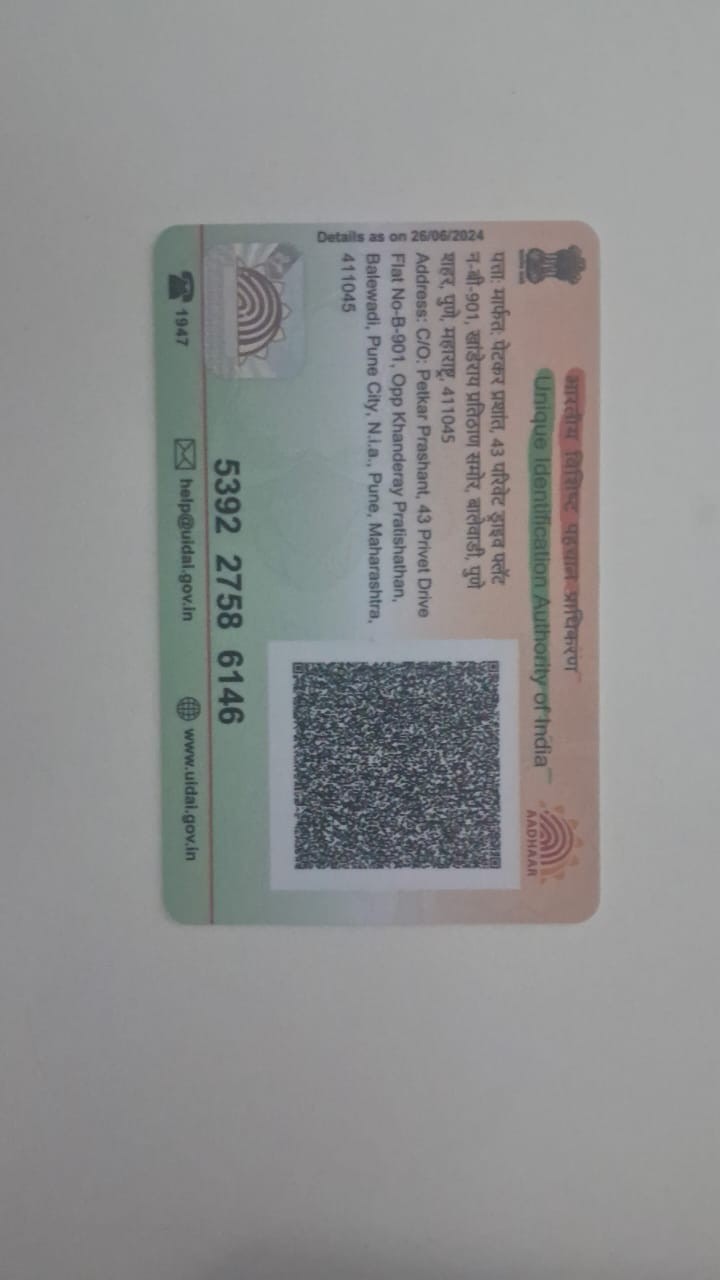 भारतीय विशिष्ट पहचान प्राधिकरण
Unique Identification Authority of India
AADHAAR
Details as on 26/06/2024
पत्ता: मार्फत: पेटकर प्रशांत, 43 परिवेट ड्राइव फ्लॅट
न-बी-901, खांडेराय प्रतिठाण समोर, बालेवाडी, पुणे
शहर, पुणे, महाराष्ट्र, 411045
Address: C/O: Petkar Prashant, 43 Privet Drive
Flat No-B-901, Opp Khanderay Pratishathan,
Balewadi, Pune City, N.i.a., Pune, Maharashtra,
411045
5392 2758 6146
1947
help@uidai.gov.in
www.uidai.gov.in